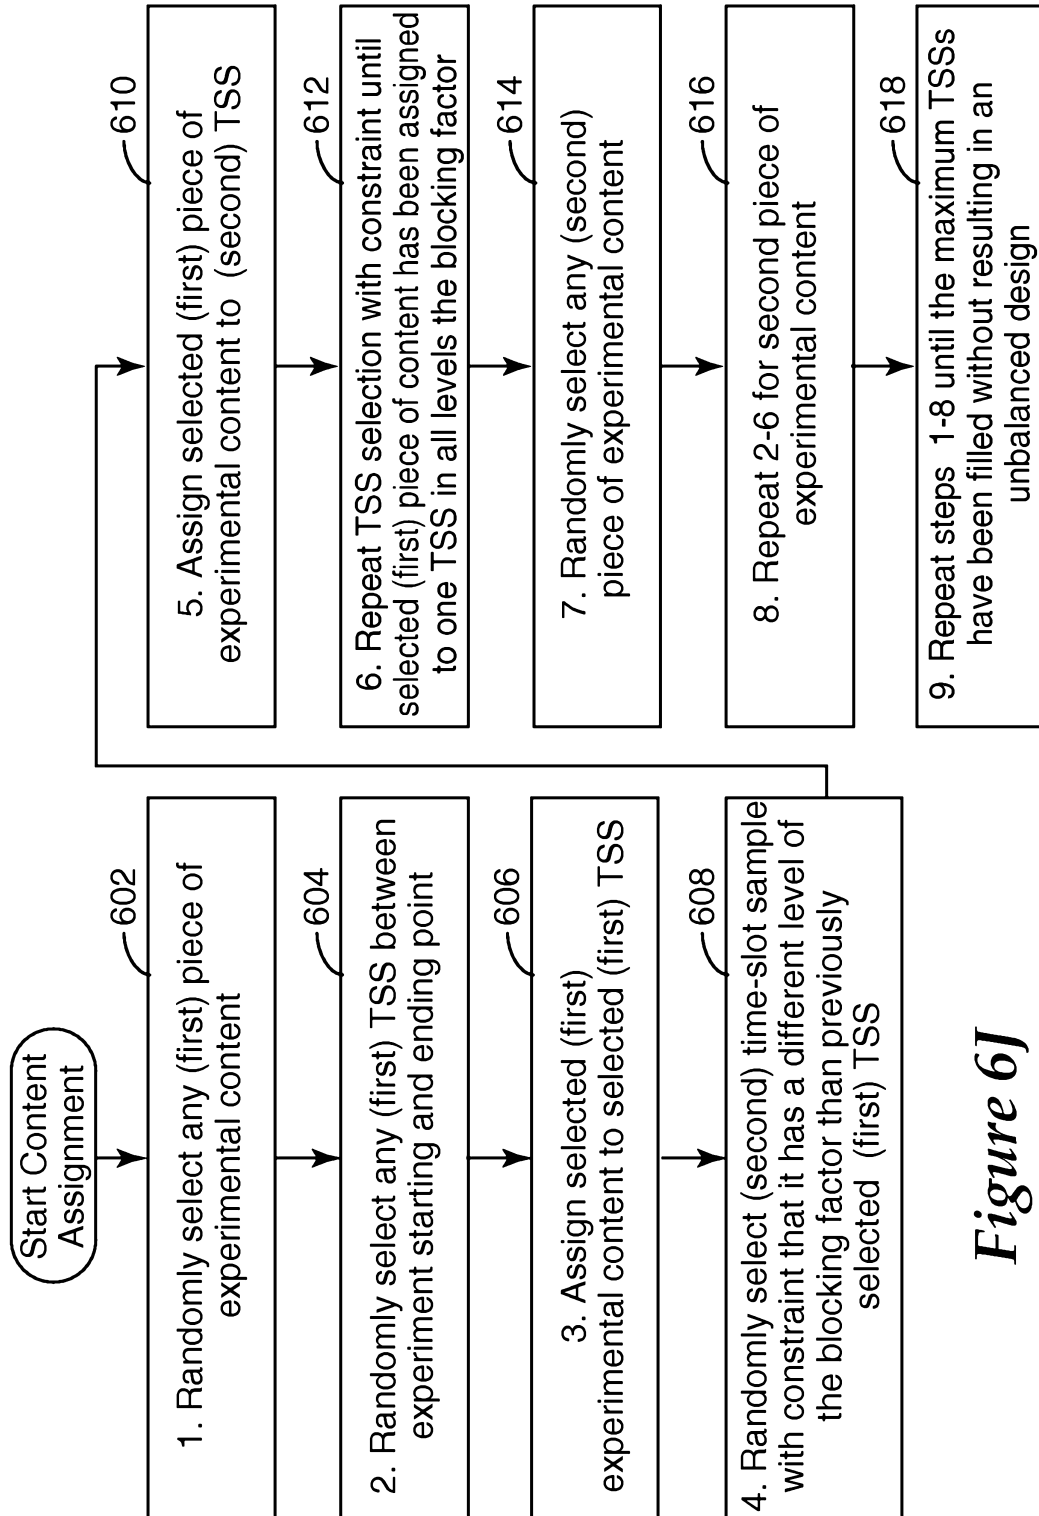 Start Content
Assignment
602
1. Randomly select any (first) piece of
experimental content
604
2. Randomly select any (first) TSS between
experiment starting and ending point
606
3. Assign selected (first)
experimental content to selected (first) TSS
608
4. Randomly select (second) time-slot sample
with constraint that it has a different level of
the blocking factor than previously
selected (first) TSS
610
5. Assign selected (first) piece of
experimental content to (second) TSS
612
6. Repeat TSS selection with constraint until
selected (first) piece of content has been assigned
to one TSS in all levels the blocking factor
614
7. Randomly select any (second)
piece of experimental content
616
8. Repeat 2-6 for second piece of
experimental content
618
9. Repeat steps 1-8 until the maximum TSSs
have been filled without resulting in an
unbalanced design
Figure 6J